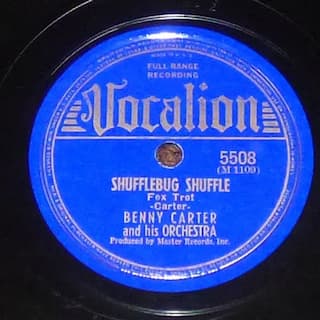 FULL RANGE
RECORDING
Vocalion
5508
(M 1109)
SHUFFLEBUG SHUFFLE
Fox Trot
-Carter-
BENNY CARTER
and his ORCHESTRA
Produced by Master Records, Inc.